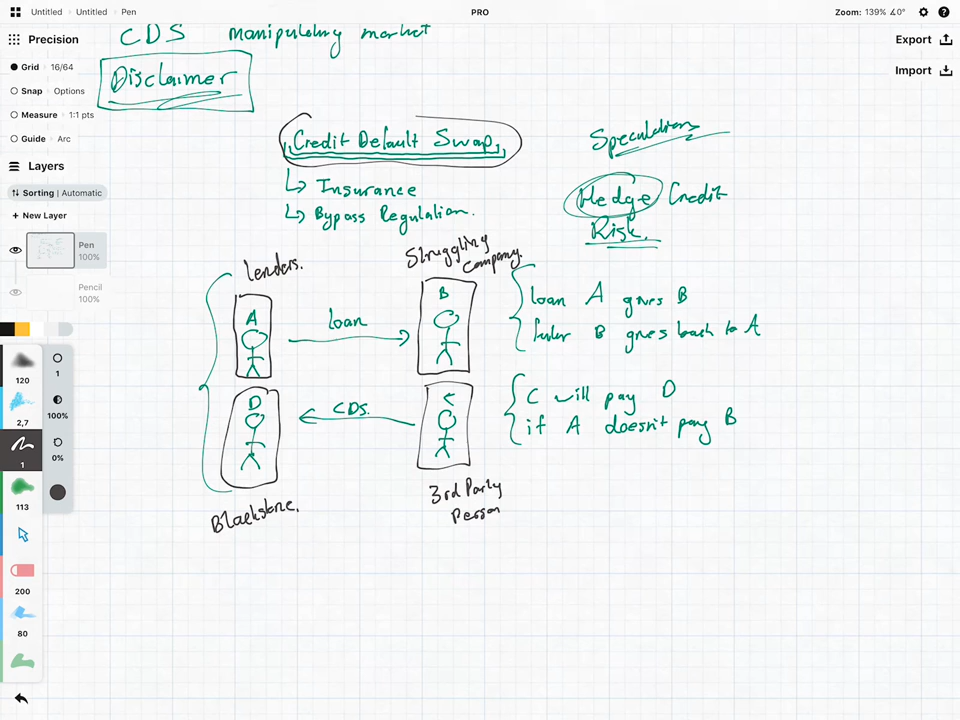 Untitled
Untitled
Pen
PRO
Zoom: 139% ∠0°
Precision
Grid 16/64
Snap Options
Measure 1:1 pts
Guide Arc
Layers
Sorting | Automatic
+ New Layer
Pen
100%
Pencil
100%
120
2,7
1
113
200
80
1
100%
0%
Export
Import
CDS manipulating market
Disclaimer
Credit Default Swap
↳ Insurance
↳ Bypass Regulation.
Speculation
Hedge Credit
Risk.
lenders.
Struggling
Company.
A
loan
B
loan A gives B
B gives back to A
D
CDS.
C
C will pay D
if A doesn't pay B
Blackstone.
3rd Party
Person